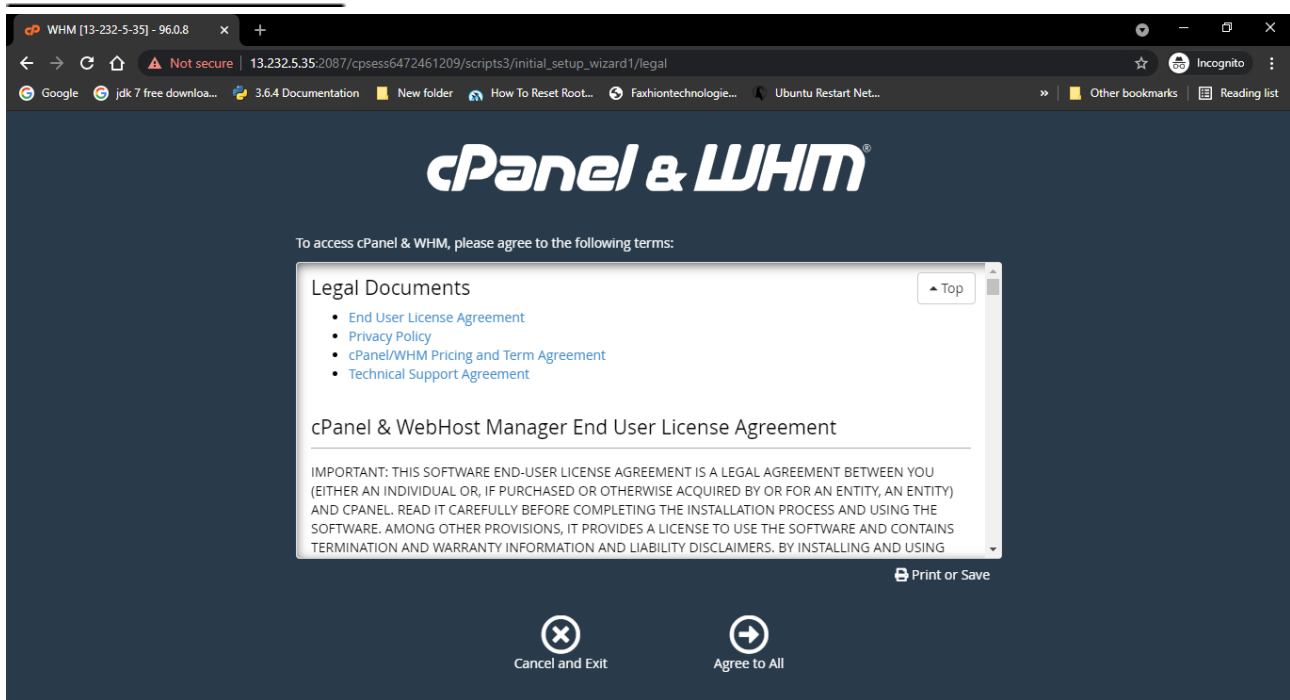 WHM [13-232-5-35] - 96.0.8
Not secure | 13.232.5.35:2087/cpsess6472461209/scripts3/initial_setup_wizard1/legal
Incognito
Google jdk 7 free downloa... 3.6.4 Documentation New folder How To Reset Root... Faxhiontechnologie... Ubuntu Restart Net... » Other bookmarks Reading list
cPanel & WHM®
To access cPanel & WHM, please agree to the following terms:
Legal Documents
Top
• End User License Agreement
• Privacy Policy
• cPanel/WHM Pricing and Term Agreement
• Technical Support Agreement
cPanel & WebHost Manager End User License Agreement
IMPORTANT: THIS SOFTWARE END-USER LICENSE AGREEMENT IS A LEGAL AGREEMENT BETWEEN YOU
(EITHER AN INDIVIDUAL OR, IF PURCHASED OR OTHERWISE ACQUIRED BY OR FOR AN ENTITY, AN ENTITY)
AND CPANEL. READ IT CAREFULLY BEFORE COMPLETING THE INSTALLATION PROCESS AND USING THE
SOFTWARE. AMONG OTHER PROVISIONS, IT PROVIDES A LICENSE TO USE THE SOFTWARE AND CONTAINS
TERMINATION AND WARRANTY INFORMATION AND LIABILITY DISCLAIMERS. BY INSTALLING AND USING
Print or Save
Cancel and Exit
Agree to All